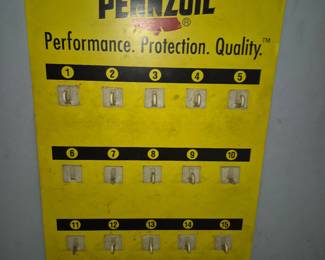 PENNZOIL
®
Performance. Protection. Quality.™
1 2 3 4 5
6 7 8 9 10
11 12 13 14 15